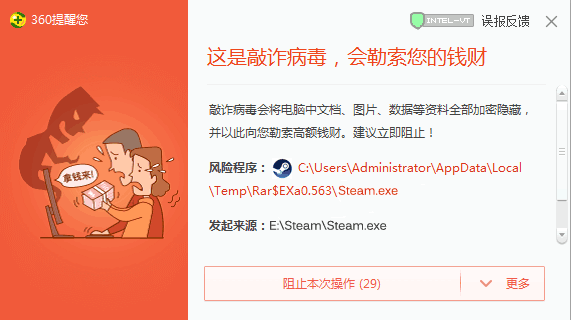 360提醒您
INTEL-VT
误报反馈
这是敲诈病毒，会勒索您的钱财
敲诈病毒会将电脑中文档、图片、数据等资料全部加密隐藏，
并以此向您勒索高额钱财。建议立即阻止！
拿钱来!
风险程序： C:\Users\Administrator\AppData\Local
\Temp\Rar$EXa0.563\Steam.exe
发起来源：E:\Steam\Steam.exe
阻止本次操作 (29)
更多